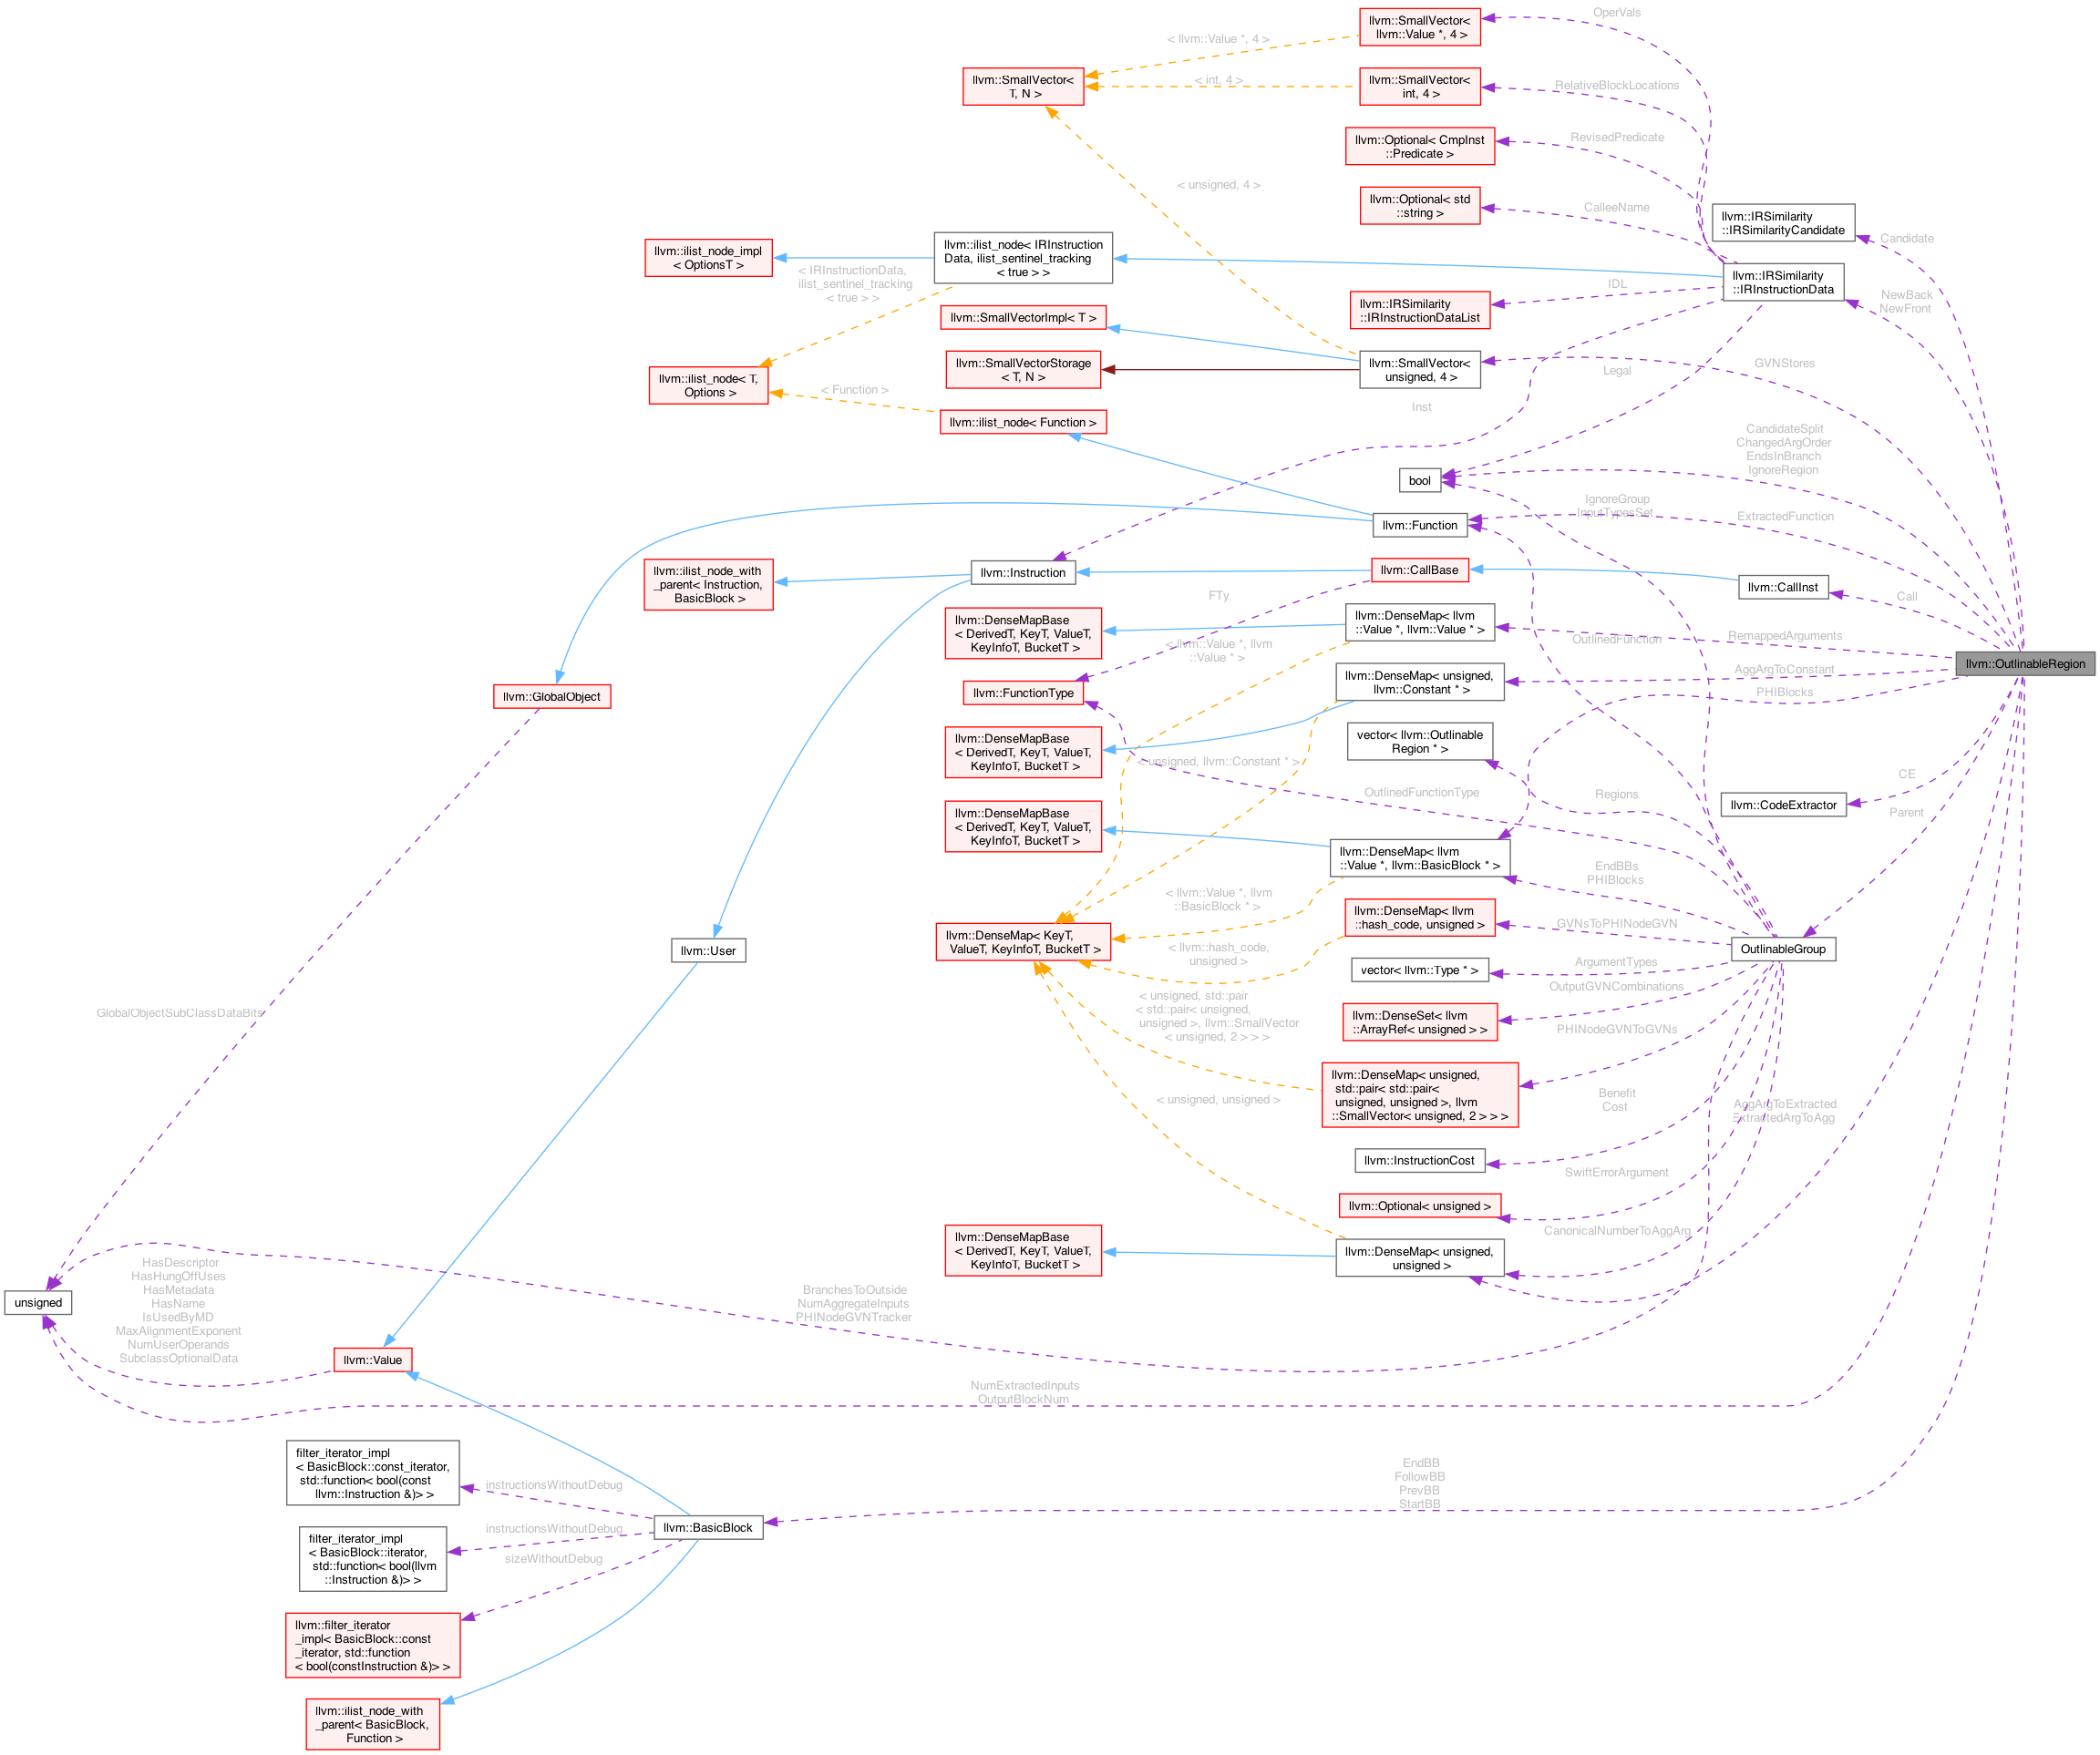 OperVals
llvm::SmallVector<
llvm::Value *, 4 >
< llvm::Value *, 4 >
llvm::SmallVector<
T, N >
< int, 4 >
llvm::SmallVector<
int, 4 >
RelativeBlockLocations
llvm::Optional< CmpInst
::Predicate >
RevisedPredicate
< unsigned, 4 >
llvm::Optional< std
::string >
CalleeName
llvm::IRSimilarity
::IRSimilarityCandidate
Candidate
llvm::ilist_node_impl
< OptionsT >
llvm::ilist_node< IRInstruction
Data, ilist_sentinel_tracking
< true > >
< IRInstructionData,
ilist_sentinel_tracking
< true > >
llvm::IRSimilarity
::IRInstructionData
IDL
llvm::IRSimilarity
::IRInstructionDataList
NewBack
NewFront
llvm::SmallVectorImpl< T >
llvm::SmallVectorStorage
< T, N >
llvm::SmallVector<
unsigned, 4 >
GVNStores
Legal
llvm::ilist_node< T,
Options >
< Function >
llvm::ilist_node< Function >
Inst
CandidateSplit
ChangedArgOrder
EndsInBranch
IgnoreRegion
bool
IgnoreGroup
InputTypesSet
llvm::Function
ExtractedFunction
llvm::ilist_node_with
_parent< Instruction,
BasicBlock >
llvm::Instruction
llvm::CallBase
llvm::CallInst
Call
FTy
llvm::DenseMapBase
< DerivedT, KeyT, ValueT,
KeyInfoT, BucketT >
llvm::DenseMap< llvm
::Value *, llvm::Value * >
RemappedArguments
OutlinedFunction
< llvm::Value *, llvm
::Value * >
llvm::OutlinableRegion
llvm::GlobalObject
llvm::FunctionType
llvm::DenseMap< unsigned,
llvm::Constant * >
AggArgToConstant
PHIBlocks
llvm::DenseMapBase
< DerivedT, KeyT, ValueT,
KeyInfoT, BucketT >
vector< llvm::Outlinable
Region * >
< unsigned, llvm::Constant * >
OutlinedFunctionType
Regions
CE
llvm::CodeExtractor
Parent
llvm::DenseMapBase
< DerivedT, KeyT, ValueT,
KeyInfoT, BucketT >
llvm::DenseMap< llvm
::Value *, llvm::BasicBlock * >
EndBBs
PHIBlocks
< llvm::Value *, llvm
::BasicBlock * >
llvm::DenseMap< llvm
::hash_code, unsigned >
GVNsToPHINodeGVN
llvm::DenseMap< KeyT,
ValueT, KeyInfoT, BucketT >
< llvm::hash_code,
unsigned >
llvm::User
OutlinableGroup
vector< llvm::Type * >
ArgumentTypes
OutputGVNCombinations
< unsigned, std::pair
< std::pair< unsigned,
unsigned >, llvm::SmallVector
< unsigned, 2 > > >
llvm::DenseSet< llvm
::ArrayRef< unsigned > >
GlobalObjectSubClassDataBits
PHINodeGVNToGVNs
llvm::DenseMap< unsigned,
std::pair< std::pair<
unsigned, unsigned >, llvm
::SmallVector< unsigned, 2 > > >
< unsigned, unsigned >
Benefit
Cost
AggArgToExtracted
ExtractedArgToAgg
llvm::InstructionCost
SwiftErrorArgument
llvm::Optional< unsigned >
CanonicalNumberToAggArg
llvm::DenseMapBase
< DerivedT, KeyT, ValueT,
KeyInfoT, BucketT >
llvm::DenseMap< unsigned,
unsigned >
unsigned
HasDescriptor
HasHungOffUses
HasMetadata
HasName
IsUsedByMD
MaxAlignmentExponent
NumUserOperands
SubclassOptionalData
BranchesToOutside
NumAggregateInputs
PHINodeGVNTracker
llvm::Value
NumExtractedInputs
OutputBlockNum
filter_iterator_impl
< BasicBlock::const_iterator,
std::function< bool(const
llvm::Instruction &)> >
instructionsWithoutDebug
EndBB
FollowBB
PrevBB
StartBB
llvm::BasicBlock
instructionsWithoutDebug
filter_iterator_impl
< BasicBlock::iterator,
std::function< bool(llvm
::Instruction &)> >
sizeWithoutDebug
llvm::filter_iterator
_impl< BasicBlock::const
_iterator, std::function
< bool(constInstruction &)> >
llvm::ilist_node_with
_parent< BasicBlock,
Function >